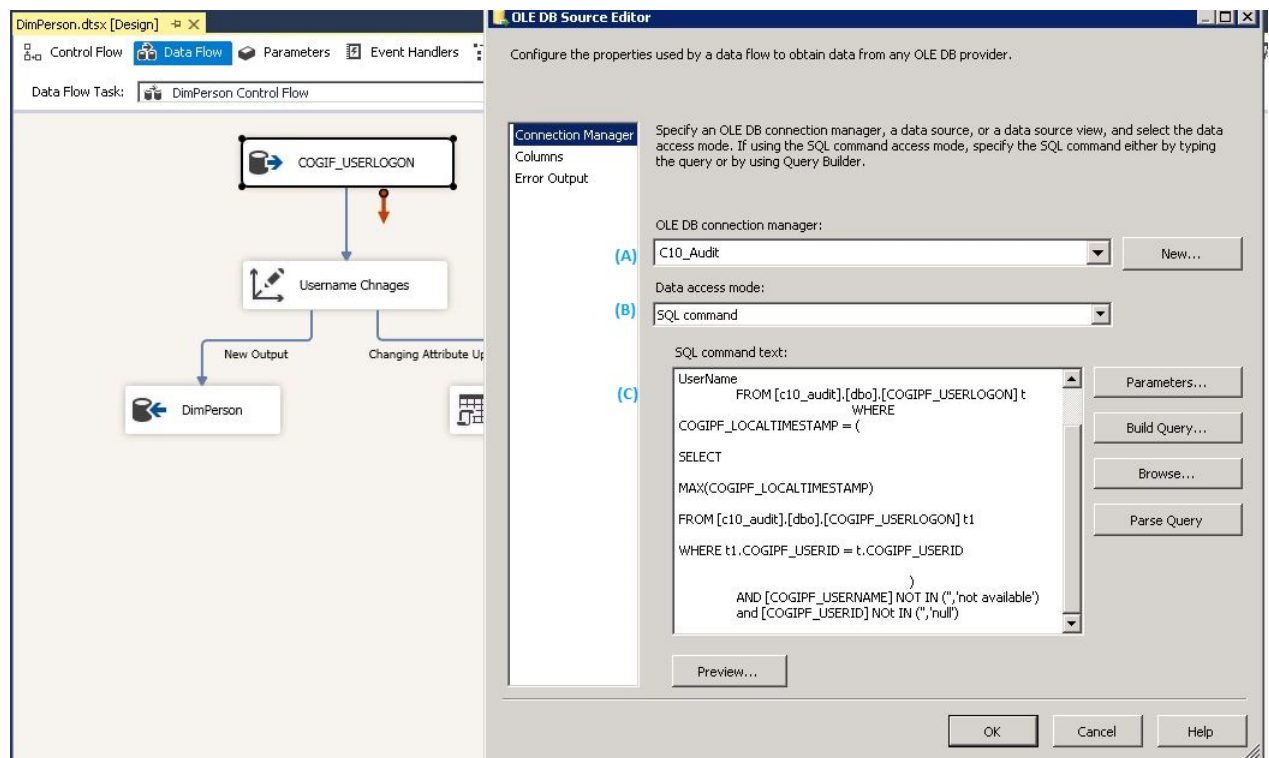 DimPerson.dtsx [Design]
Control Flow Data Flow Parameters Event Handlers
Data Flow Task: DimPerson Control Flow
COGIF_USERLOGON
Username Chnages
New Output Changing Attribute Up
DimPerson
OLE DB Source Editor
Configure the properties used by a data flow to obtain data from any OLE DB provider.
Connection Manager
Columns
Error Output
Specify an OLE DB connection manager, a data source, or a data source view, and select the data
access mode. If using the SQL command access mode, specify the SQL command either by typing
the query or by using Query Builder.
OLE DB connection manager:
(A) C10_Audit New...
Data access mode:
(B) SQL command
SQL command text:
(C)
UserName
FROM [c10_audit].[dbo].[COGIPF_USERLOGON] t
WHERE
COGIPF_LOCALTIMESTAMP = (
SELECT
MAX(COGIPF_LOCALTIMESTAMP)
FROM [c10_audit].[dbo].[COGIPF_USERLOGON] t1
WHERE t1.COGIPF_USERID = t.COGIPF_USERID
)
AND [COGIPF_USERNAME] NOT IN ('','not available')
and [COGIPF_USERID] NOt IN ('','null')
Parameters...
Build Query...
Browse...
Parse Query
Preview...
OK Cancel Help